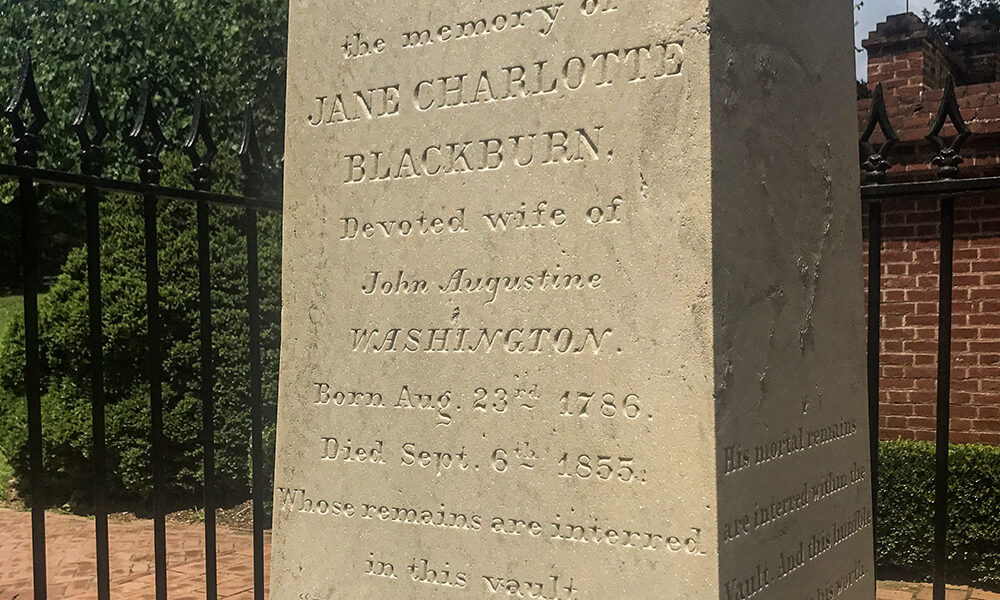 the memory of
JANE CHARLOTTE
BLACKBURN,
Devoted wife of
John Augustine
WASHINGTON.
Born Aug. 23rd 1786.
Died Sept. 6th 1855.
Whose remains are interred
in this vault.
His mortal remains
are interred within the
Vault. And this humble
his worth.